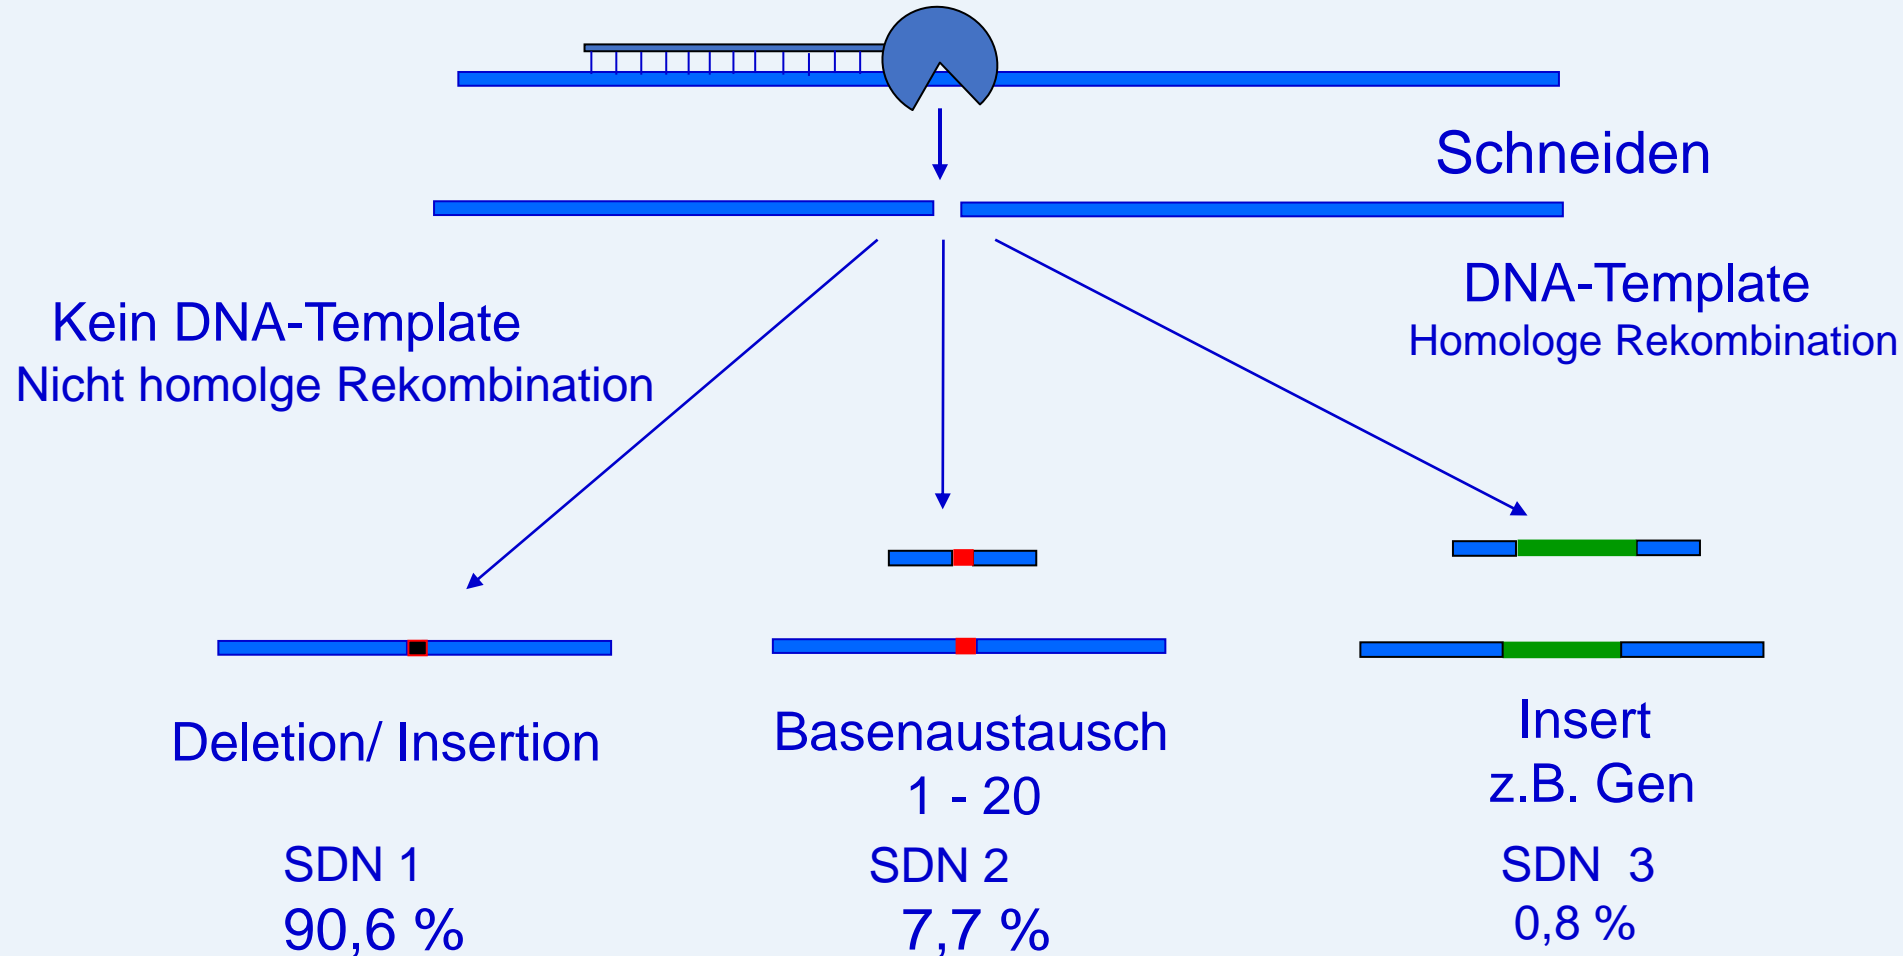 Schneiden
Kein DNA-Template
Nicht homolge Rekombination
DNA-Template
Homologe Rekombination
Deletion/ Insertion
SDN 1
90,6 %
Basenaustausch
1 - 20
SDN 2
7,7 %
Insert
z.B. Gen
SDN  3
0,8 %